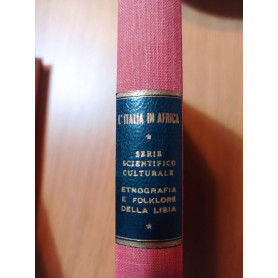 L'ITALIA IN AFRICA
*
SERIE
SCIENTIFICO
CULTURALE
ETNOGRAFIA
E FOLKLORE
DELLA LIBIA
*